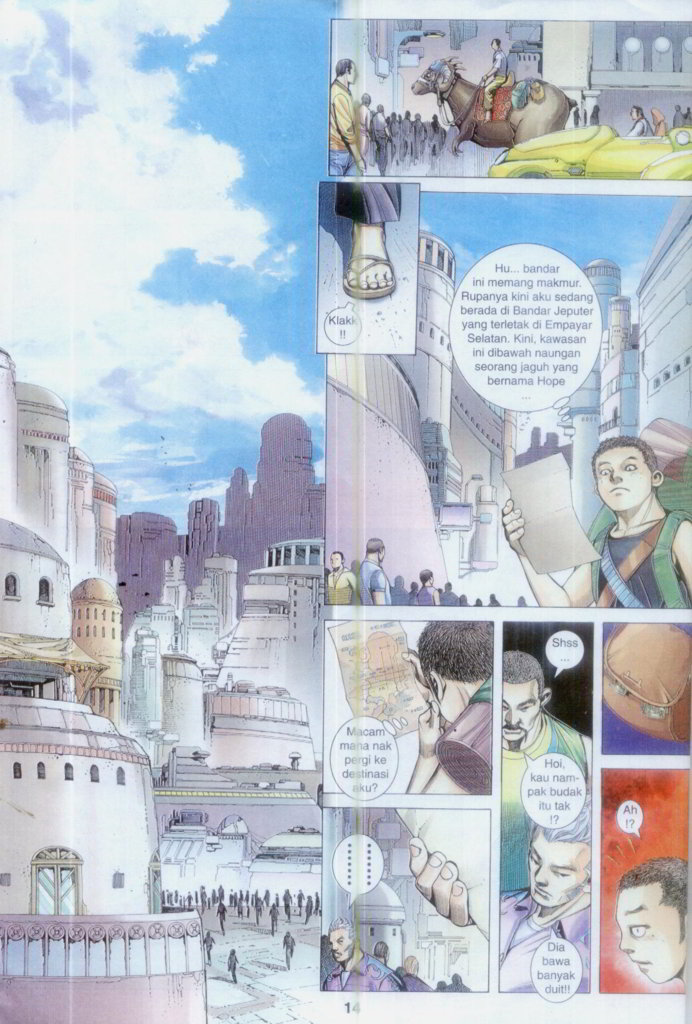 Klakk
!!
Hu... bandar
ini memang makmur.
Rupanya kini aku sedang
berada di Bandar Jeputer
yang terletak di Empayar
Selatan. Kini, kawasan
ini dibawah naungan
seorang jaguh yang
bernama Hope
...
Macam
mana nak
pergi ke
destinasi
aku?
Shss
...
Hoi,
kau nam-
pak budak
itu tak
!?
Dia
bawa
banyak
duit!!
Ah
!?
14